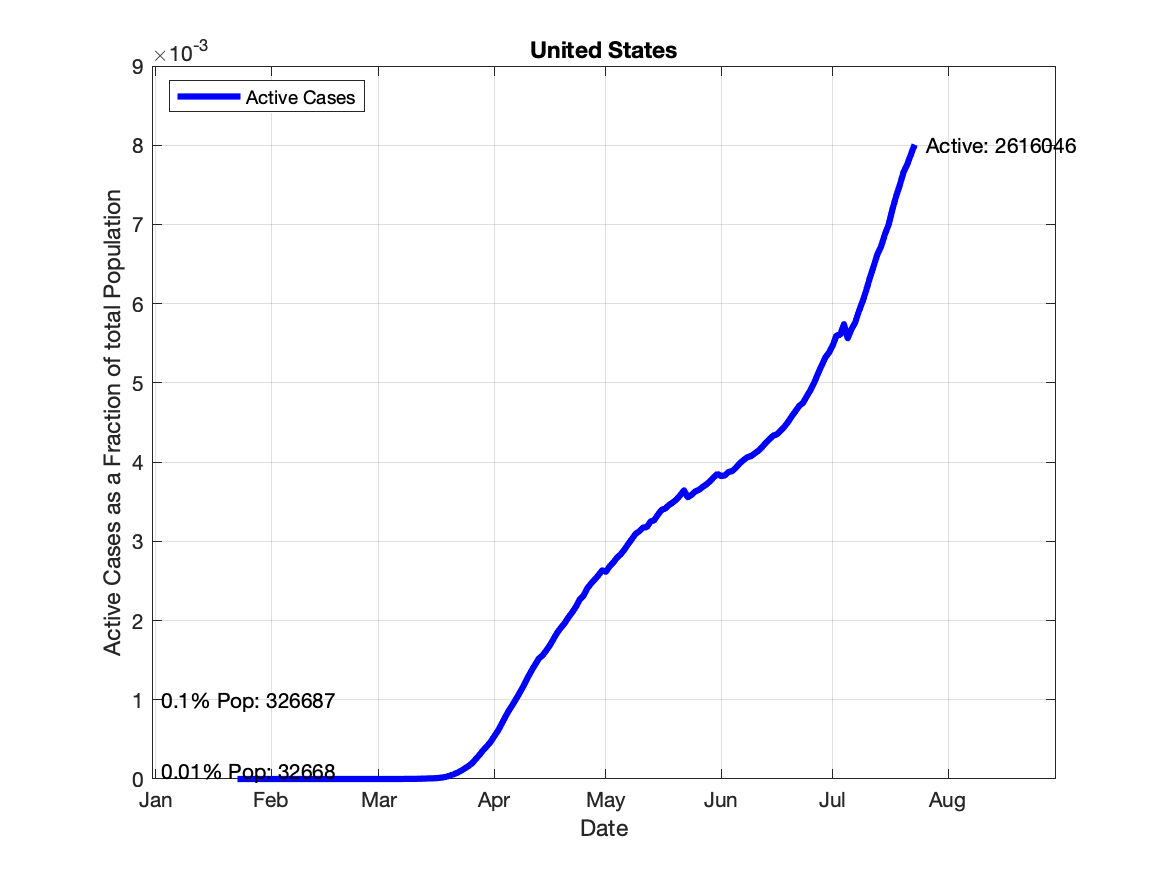 United States
×10-3
9
8
7
6
5
4
3
2
1
0
Active Cases as a Fraction of total Population
Active Cases
Active: 2616046
0.1% Pop: 326687
0.01% Pop: 32668
Jan Feb Mar Apr May Jun Jul Aug
Date